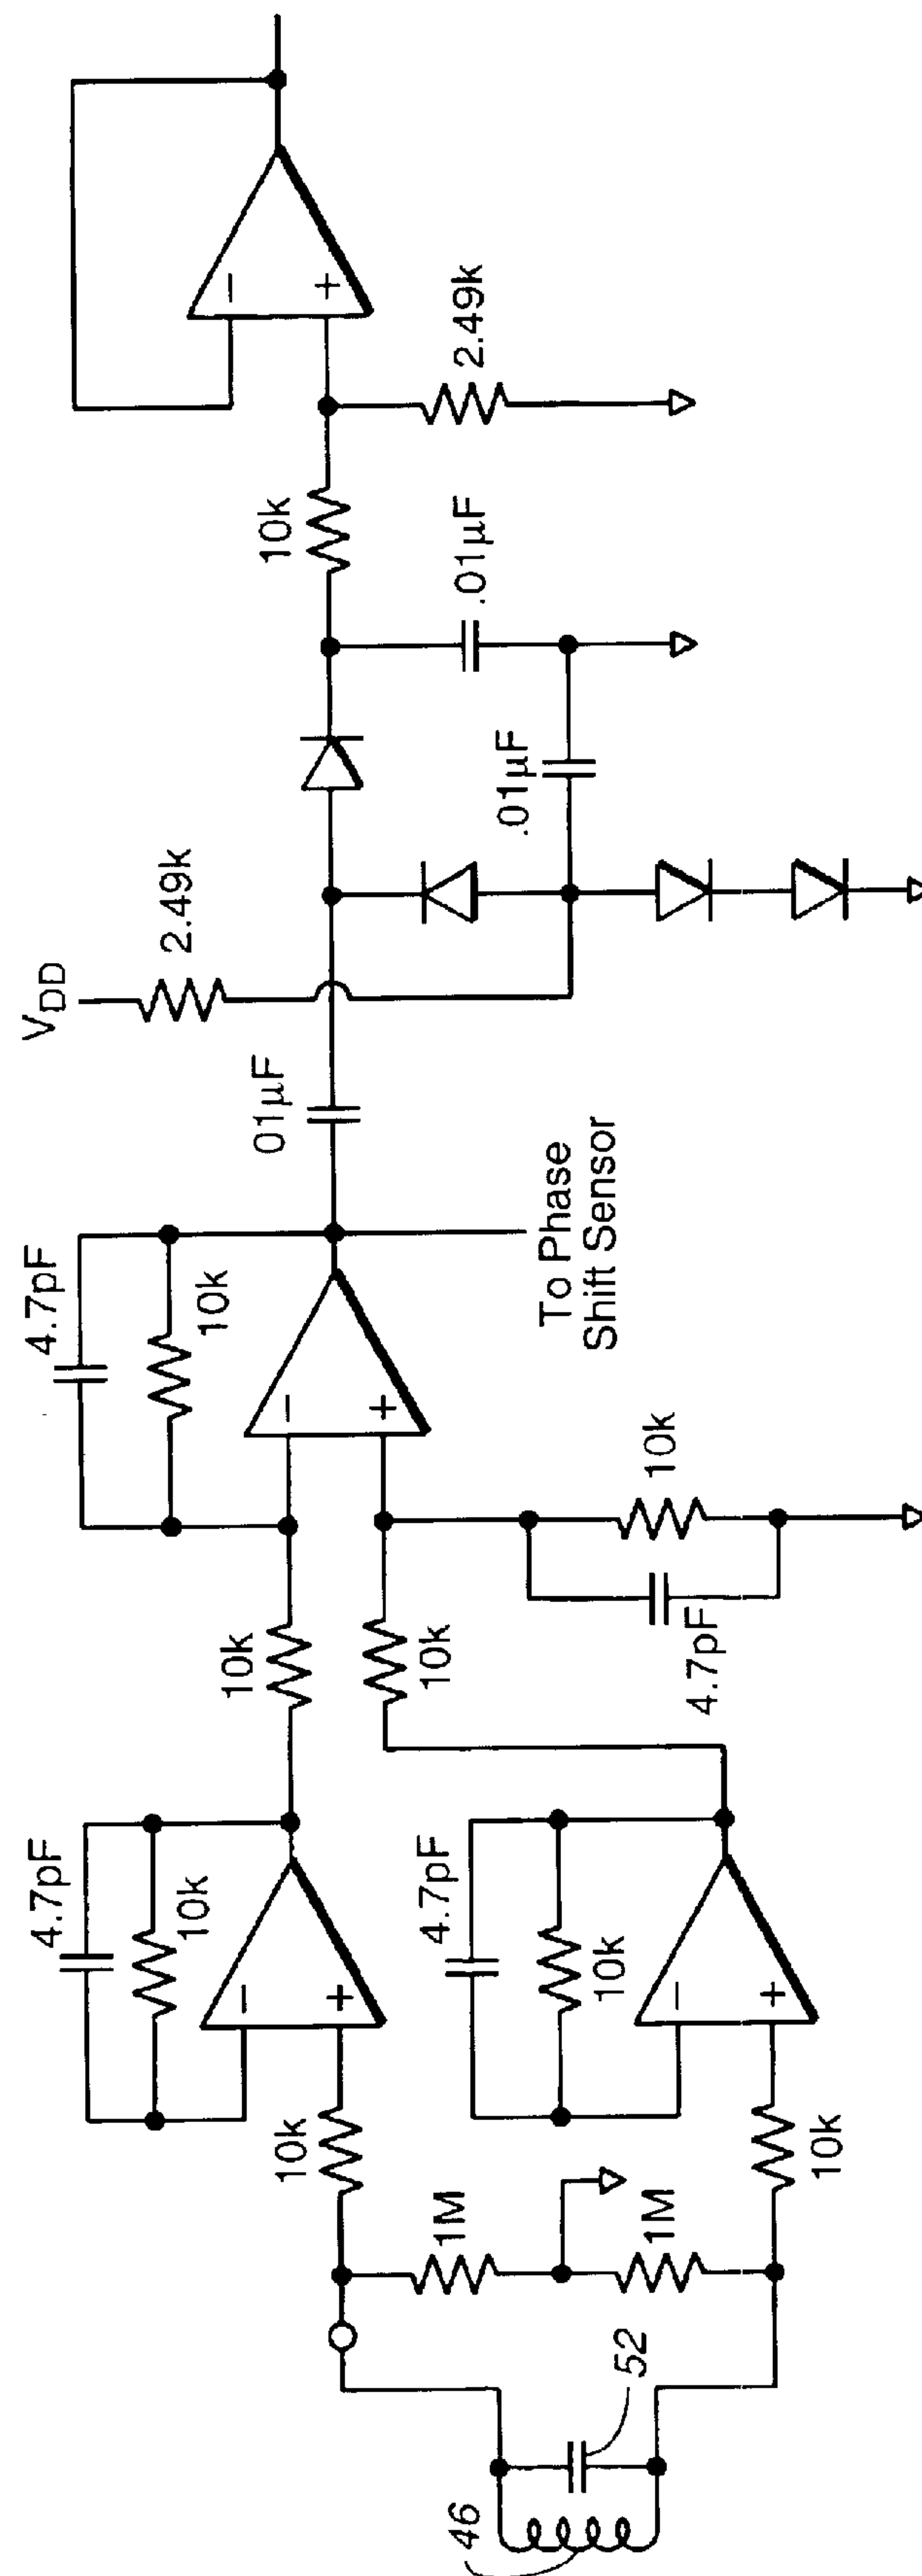 2.49k
10k
.01µF
.01µF
2.49k
V_DD
01µF
To Phase
Shift Sensor
4.7pF
10k
10k
4.7pF
10k
10k
4.7pF
10k
4.7pF
10k
10k
10k
1M
1M
52
46
−
+
−
+
−
+
−
+